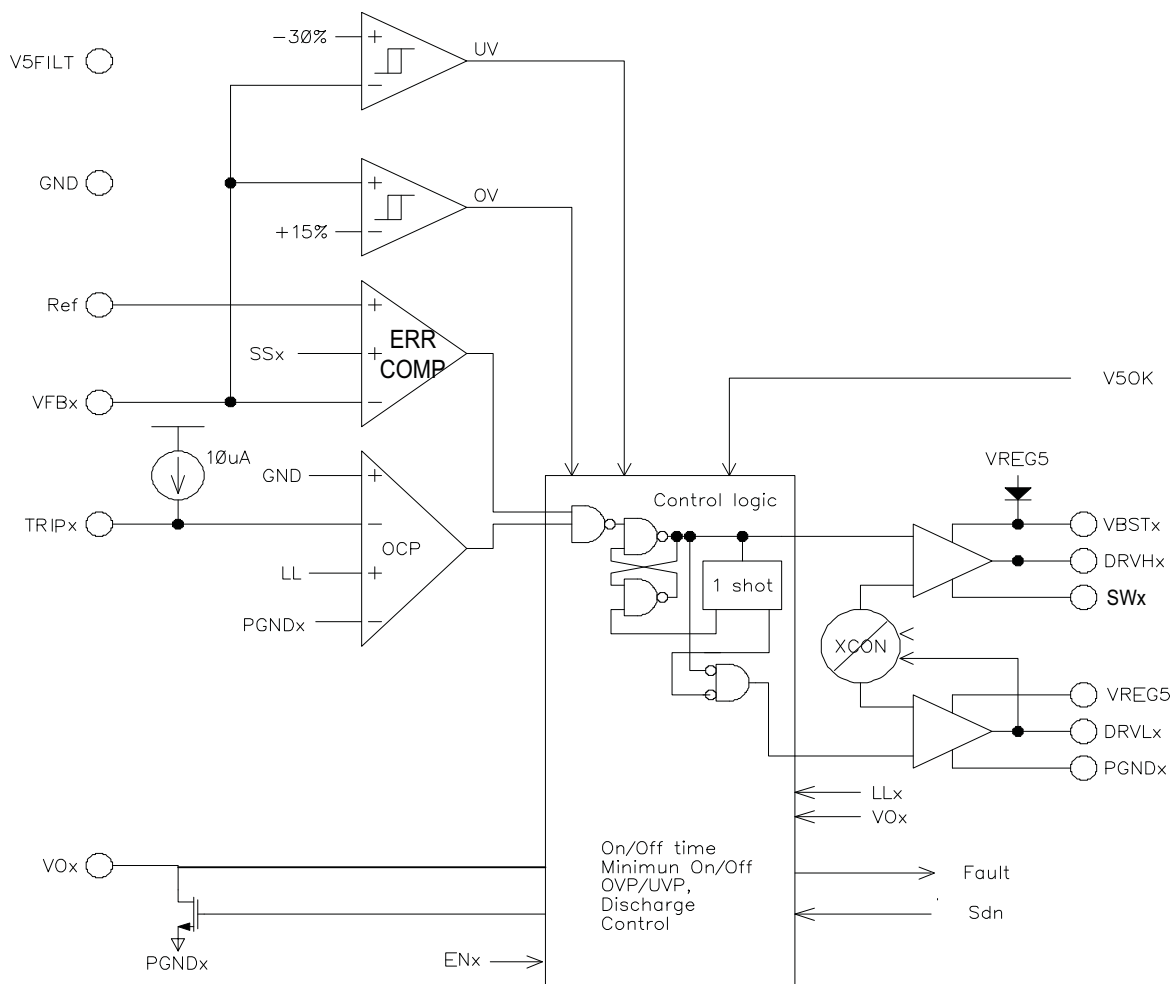 -30%
+
UV
V5FILT
-
GND
+
OV
+15%
-
Ref
+
ERR
COMP
SSx
+
VFBx
-
V5OK
10uA
GND
+
VREG5
Control logic
TRIPx
-
VBSTx
OCP
DRVHx
LL
+
1 shot
SWx
PGNDx
-
XCON
VREG5
DRVLx
PGNDx
LLx
VOx
On/Off time
Minimun On/Off
OVP/UVP,
Discharge
Control
VOx
Fault
Sdn
ENx
PGNDx